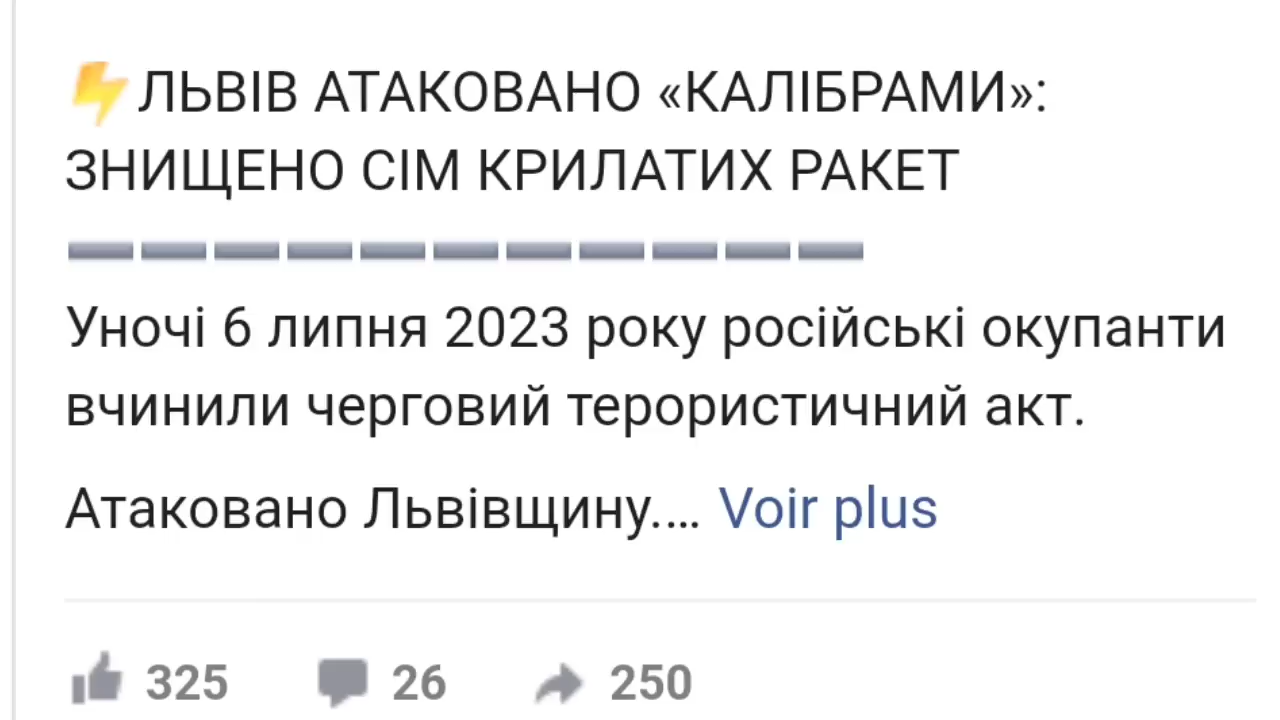 ⚡ЛЬВІВ АТАКОВАНО «КАЛІБРАМИ»:
ЗНИЩЕНО СІМ КРИЛАТИХ РАКЕТ
➖➖➖➖➖➖➖➖➖➖➖
Уночі 6 липня 2023 року російські окупанти
вчинили черговий терористичний акт.
Атаковано Львівщину.... Voir plus
325 26 250